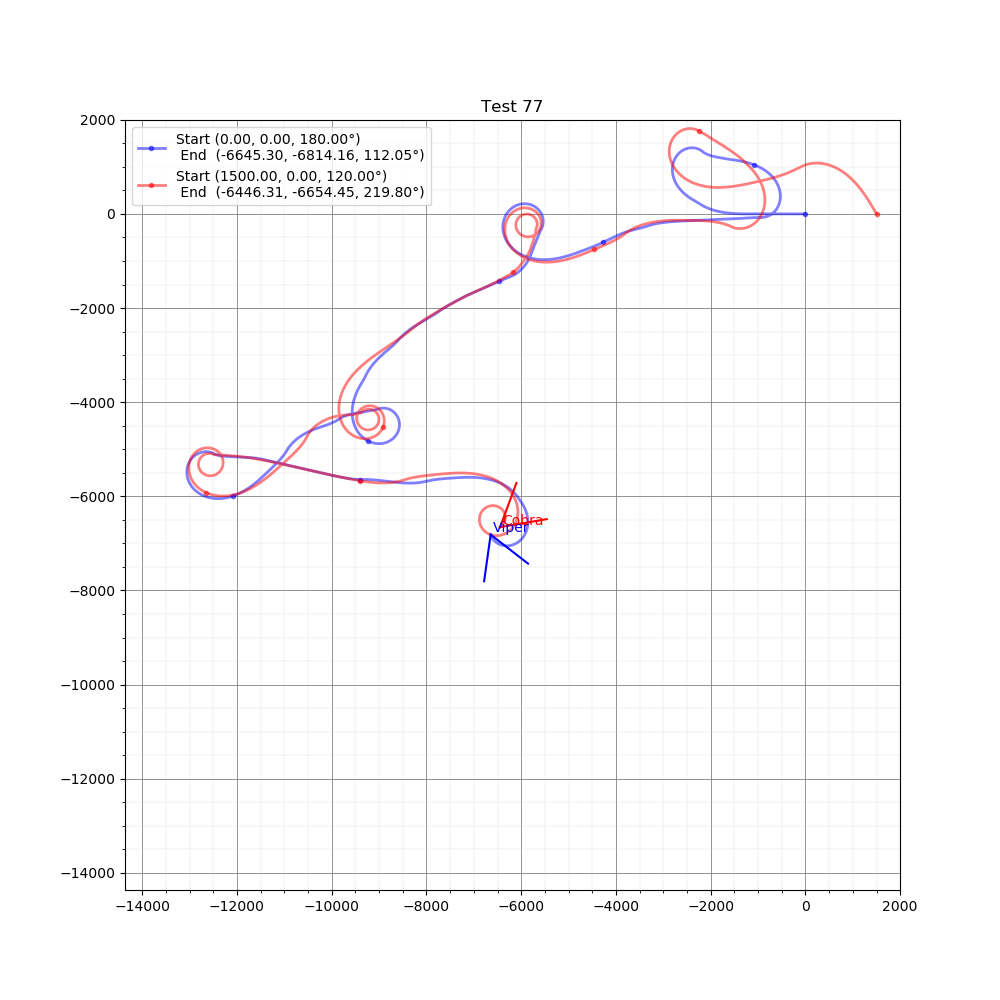 Test 77
Start (0.00, 0.00, 180.00°)
End (-6645.30, -6814.16, 112.05°)
Start (1500.00, 0.00, 120.00°)
End (-6446.31, -6654.45, 219.80°)
2000
0
−2000
−4000
−6000
−8000
−10000
−12000
−14000
Cobra
Viper
−14000 −12000 −10000 −8000 −6000 −4000 −2000 0 2000